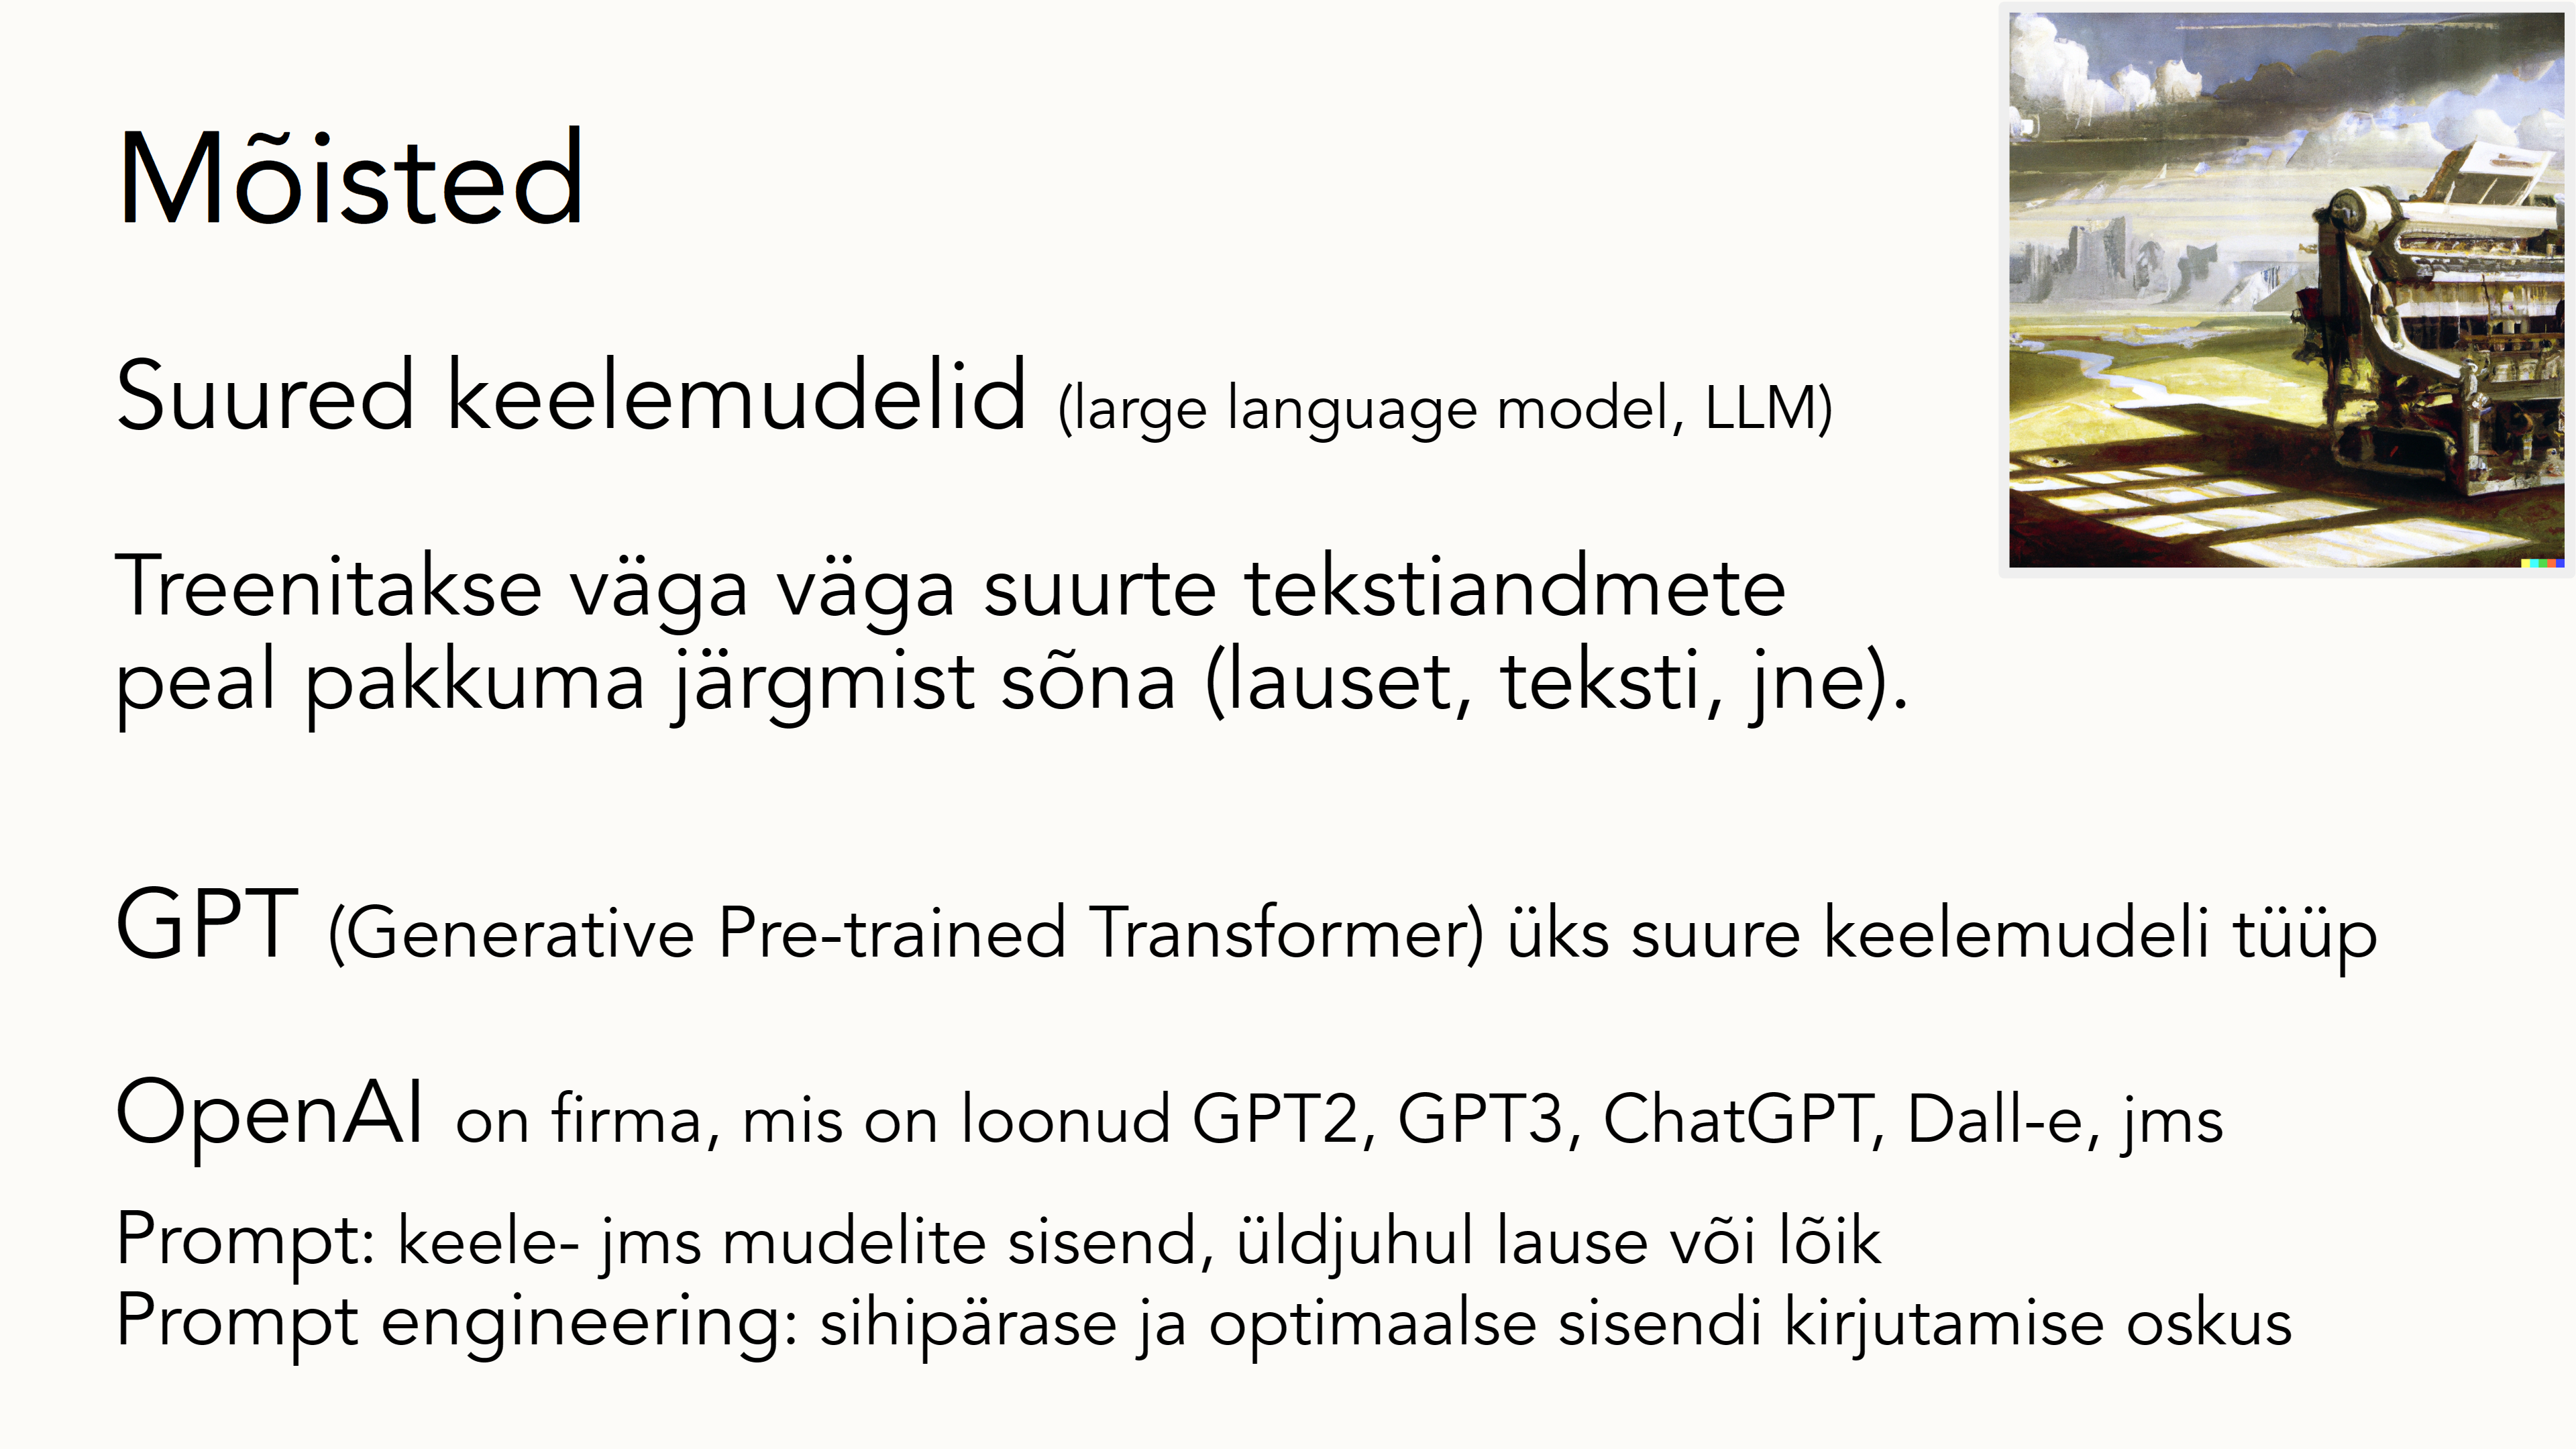 Mõisted
Suured keelemudelid (large language model, LLM)
Treenitakse väga väga suurte tekstiandmete
peal pakkuma järgmist sõna (lauset, teksti, jne).
GPT (Generative Pre-trained Transformer) üks suure keelemudeli tüüp
OpenAI on firma, mis on loonud GPT2, GPT3, ChatGPT, Dall-e, jms
Prompt: keele- jms mudelite sisend, üldjuhul lause või lõik
Prompt engineering: sihipärase ja optimaalse sisendi kirjutamise oskus